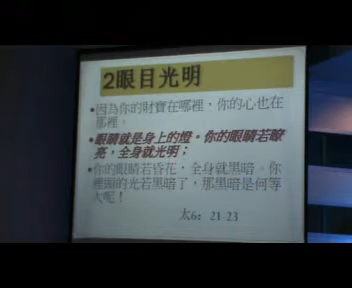 2眼目光明
•因為你的財寶在哪裡，你的心也在
那裡。
•眼睛就是身上的燈。你的眼睛若瞭
亮，全身就光明；
•你的眼睛若昏花，全身就黑暗。你
裡頭的光若黑暗了，那黑暗是何等
大呢！
太6：21-23